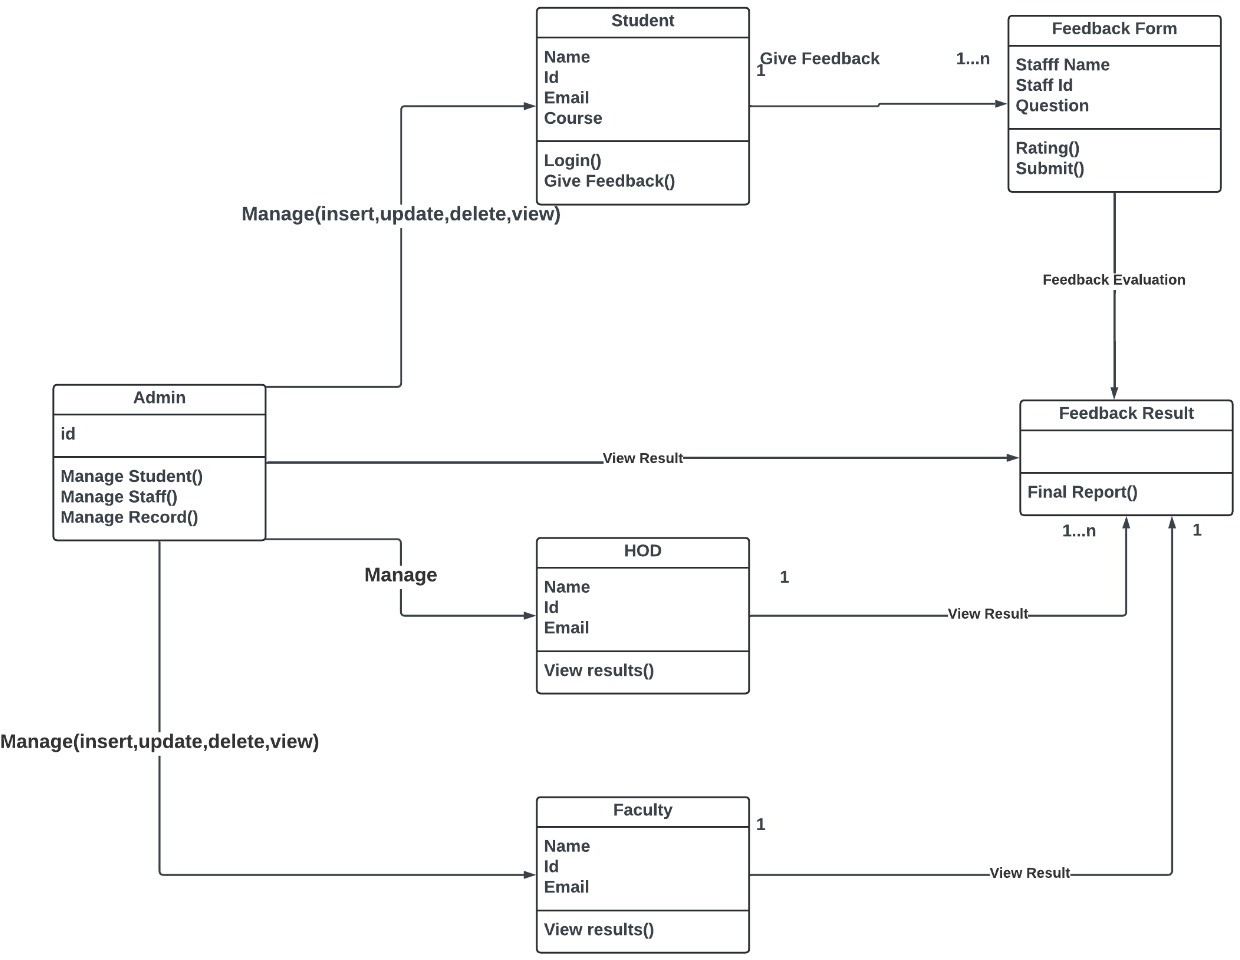 Student
Name
Id
Email
Course
Login()
Give Feedback()
Give Feedback
1
1...n
Feedback Form
Stafff Name
Staff Id
Question
Rating()
Submit()
Manage(insert,update,delete,view)
Feedback Evaluation
Admin
id
Manage Student()
Manage Staff()
Manage Record()
View Result
Feedback Result
Final Report()
1...n
1
Manage
HOD
Name
Id
Email
View results()
1
View Result
Manage(insert,update,delete,view)
Faculty
Name
Id
Email
View results()
1
View Result